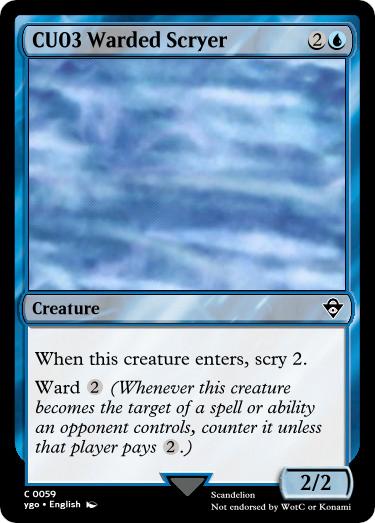 CU03 Warded Scryer 2
Creature
When this creature enters, scry 2.
Ward 2 (Whenever this creature
becomes the target of a spell or ability
an opponent controls, counter it unless
that player pays 2.)
2/2
C 0059
ygo • English
Scandelion
Not endorsed by WotC or Konami